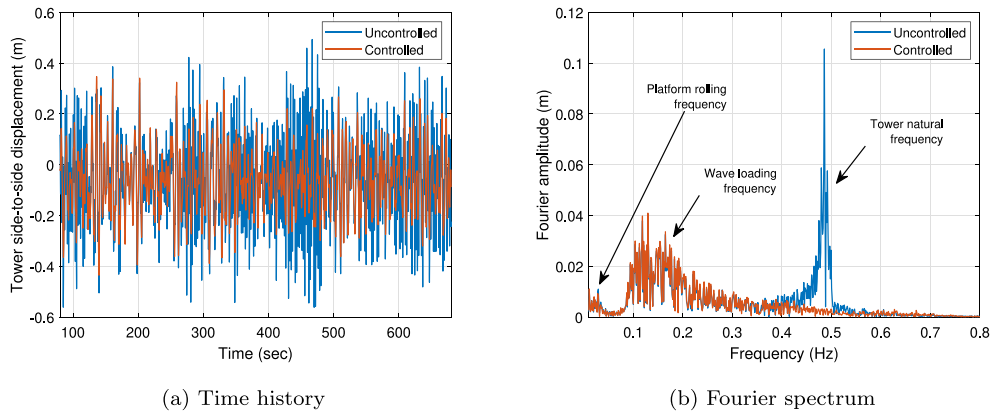 0.6
0.4
0.2
0
-0.2
-0.4
-0.6
Tower side-to-side displacement (m)
Uncontrolled
Controlled
100
200
300
400
500
600
Time (sec)
(a) Time history
0.12
0.1
0.08
0.06
0.04
0.02
0
Fourier amplitude (m)
Uncontrolled
Controlled
Platform rolling
frequency
Tower natural
frequency
Wave loading
frequency
0.1
0.2
0.3
0.4
0.5
0.6
0.7
0.8
Frequency (Hz)
(b) Fourier spectrum